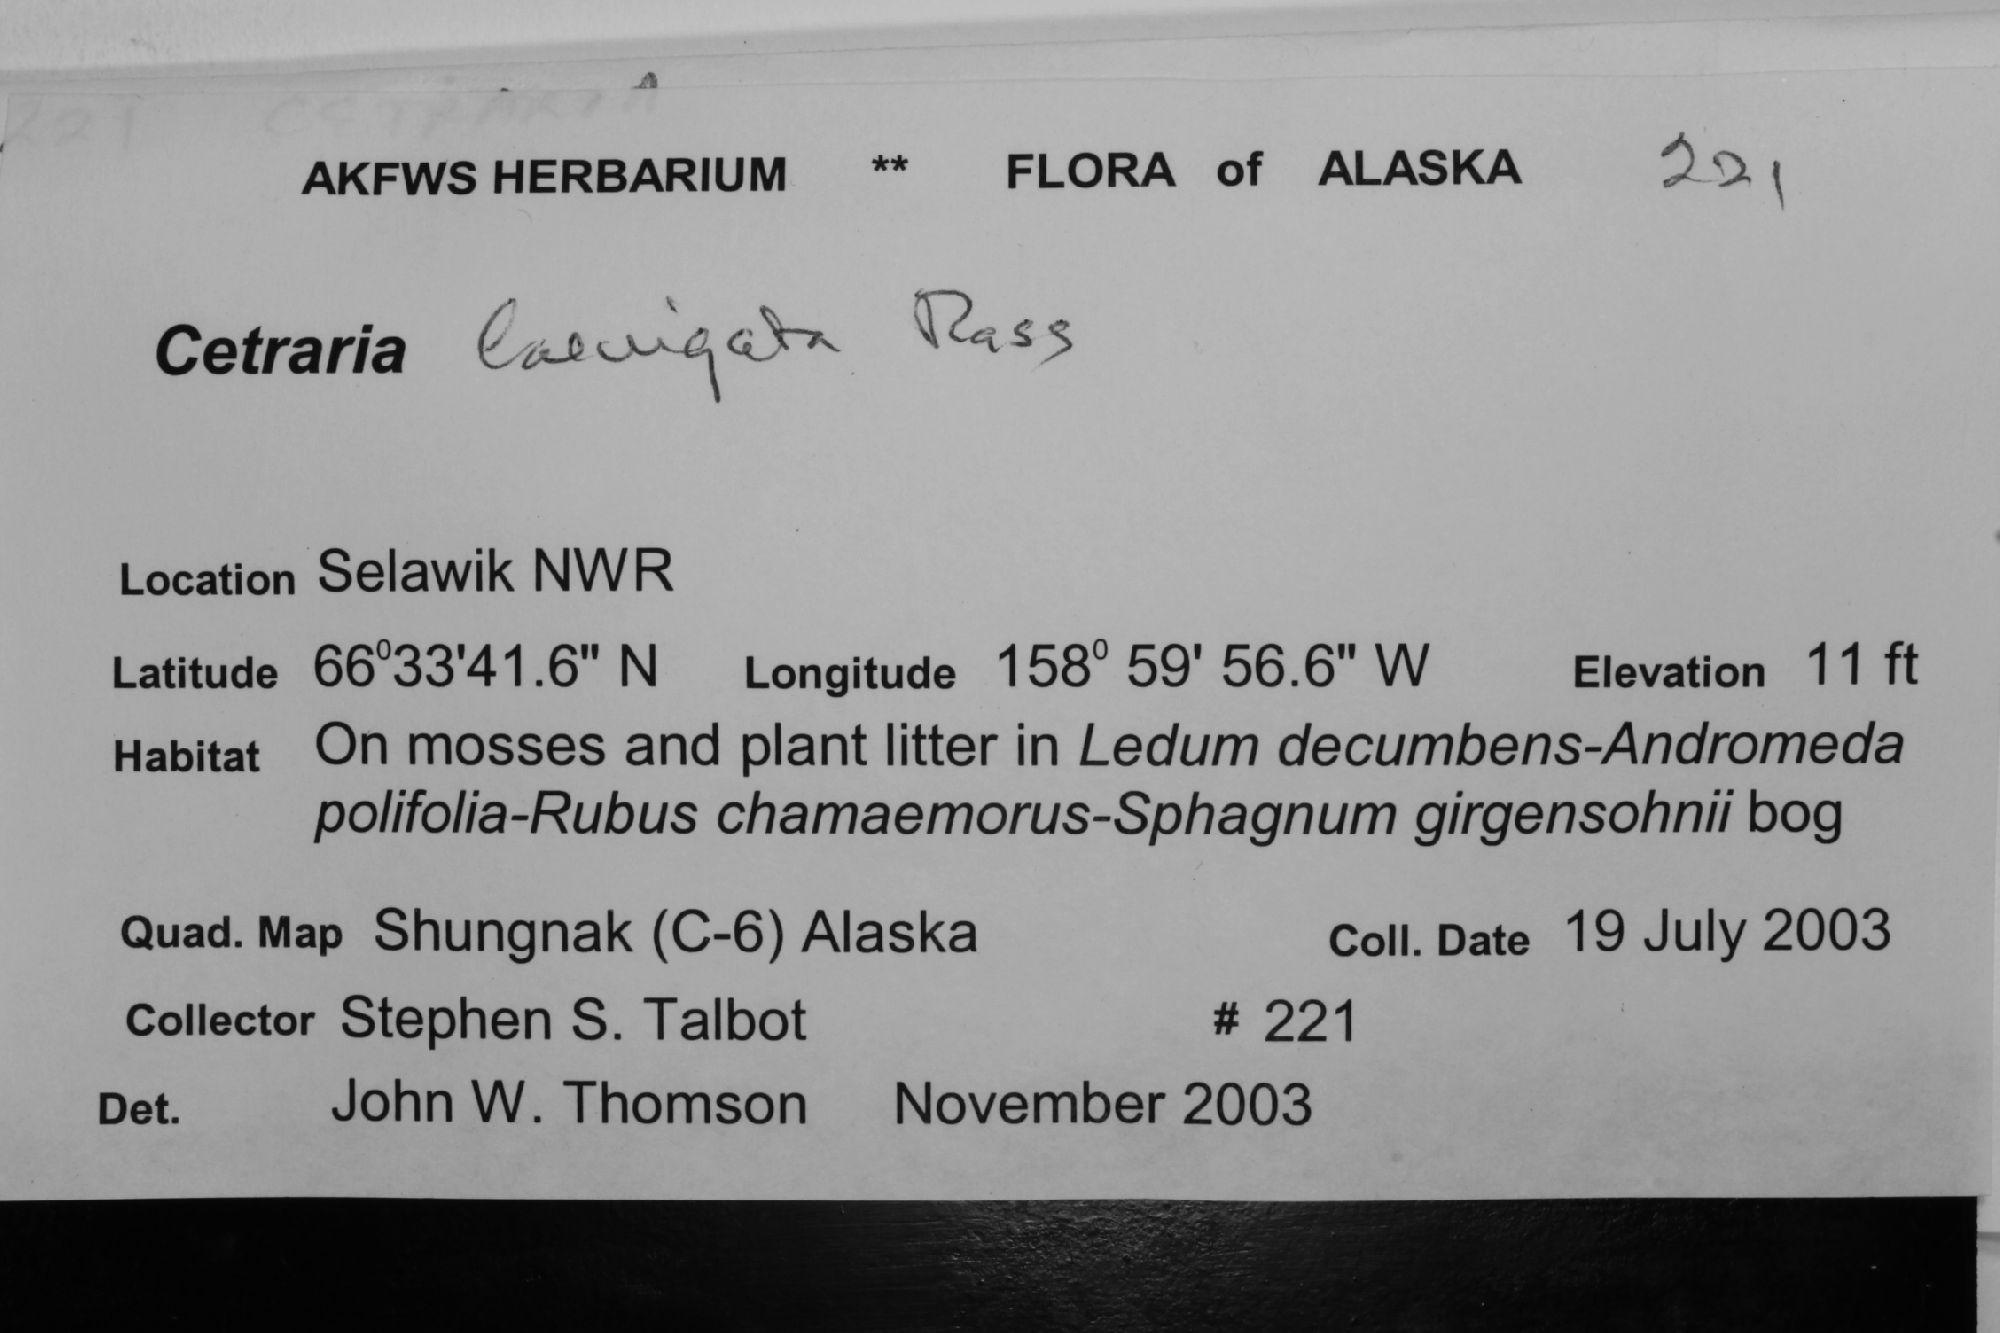 221 CETRARIA
AKFWS HERBARIUM ** FLORA of ALASKA 221
Cetraria laevigata Rass
Location Selawik NWR
Latitude 66⁰33'41.6" N Longitude 158⁰ 59' 56.6" W Elevation 11 ft
Habitat On mosses and plant litter in Ledum decumbens-Andromeda
polifolia-Rubus chamaemorus-Sphagnum girgensohnii bog
Quad. Map Shungnak (C-6) Alaska Coll. Date 19 July 2003
Collector Stephen S. Talbot # 221
Det. John W. Thomson November 2003